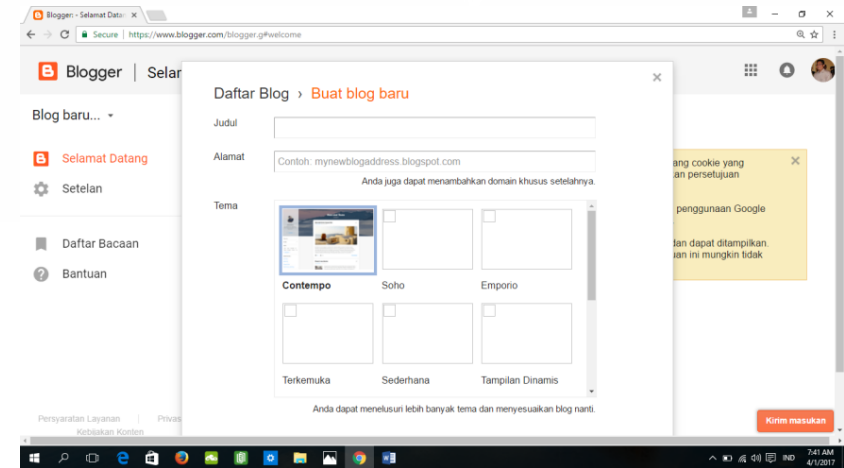 Blogger: - Selamat Datan
Secure | https://www.blogger.com/blogger.g#welcome
Blogger | Selar
Blog baru...
Selamat Datang
Setelan
Daftar Bacaan
Bantuan
Persyaratan Layanan
Privas
Kebijakan Konten
Daftar Blog › Buat blog baru
Judul
Alamat
Contoh: mynewblogaddress.blogspot.com
Anda juga dapat menambahkan domain khusus setelahnya.
Tema
Contempo
Soho
Emporio
Terkemuka
Sederhana
Tampilan Dinamis
Anda dapat menelusuri lebih banyak tema dan menyesuaikan blog nanti.
ang cookie yang
an persetujuan
penggunaan Google
dan dapat ditampilkan.
uan ini mungkin tidak
Kirim masukan
IND
7:41 AM
4/1/2017